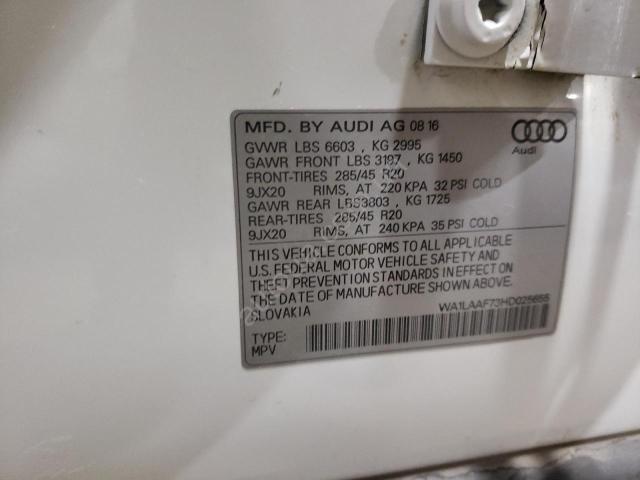 MFD. BY AUDI AG 08 16
GVWR LBS 6603 , KG 2995
GAWR FRONT LBS 3197 , KG 1450
FRONT-TIRES 285/45 R20
9JX20 RIMS, AT 220 KPA 32 PSI COLD
GAWR REAR LBS3803 , KG 1725
REAR-TIRES 285/45 R20
9JX20 RIMS, AT 240 KPA 35 PSI COLD
Audi
THIS VEHICLE CONFORMS TO ALL APPLICABLE
U.S. FEDERAL MOTOR VEHICLE SAFETY AND
THEFT PREVENTION STANDARDS IN EFFECT ON
THE DATE OF MANUFACTURE SHOWN ABOVE.
SLOVAKIA
WA1LAAF73HD025655
TYPE:
MPV